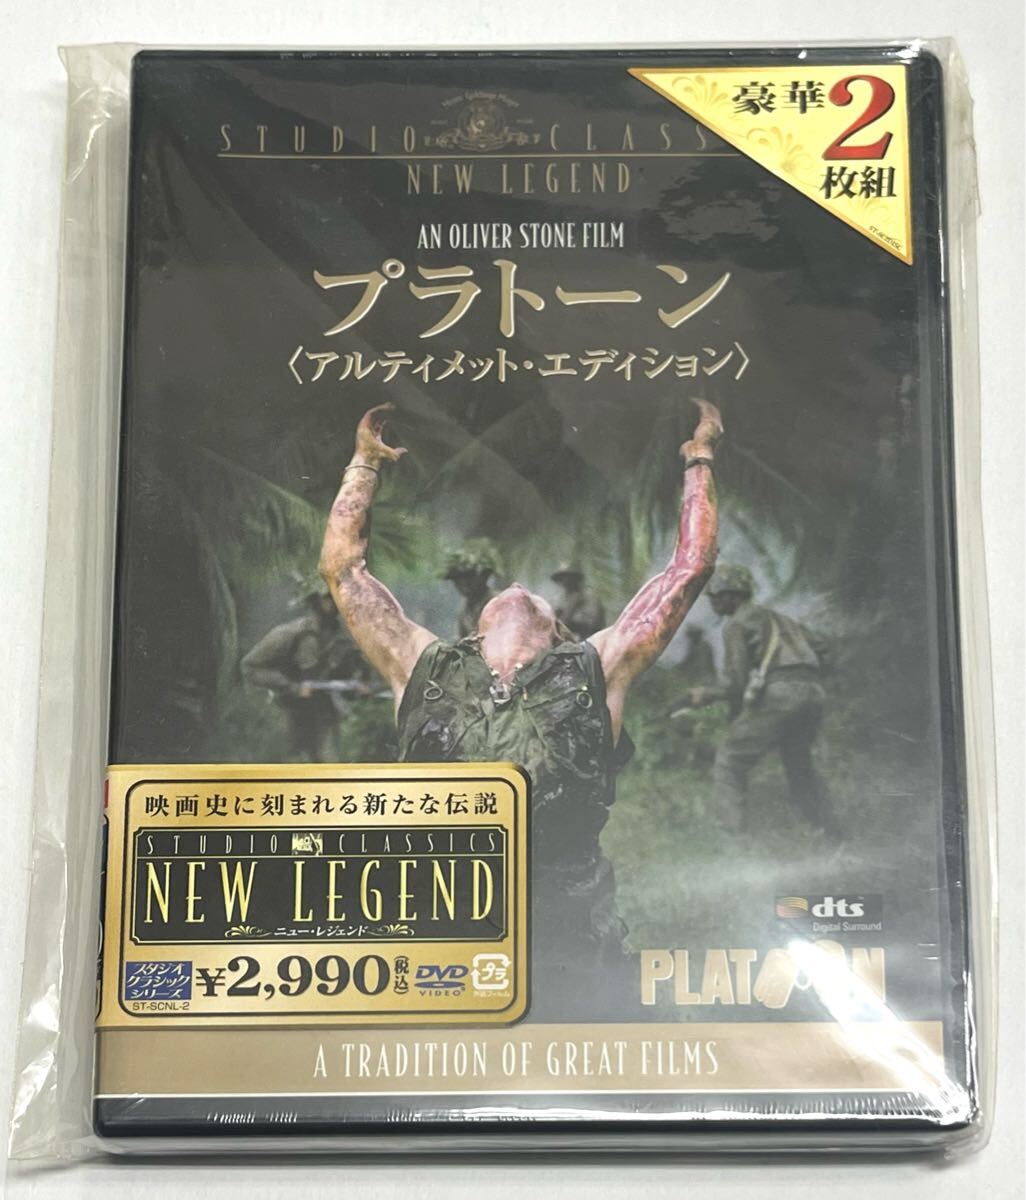 豪華
2
枚組
ST-SC2DISC
STUDIO CLASS
NEW LEGEND
AN OLIVER STONE FILM
プラトーン
〈アルティメット・エディション〉
映画史に刻まれる新たな伝説
STUDIO CLASSICS
NEW LEGEND
ニュー・レジェンド
スタジオ
クラシック
シリーズ
ST-SCNL-2
¥2,990(税込)
DVD
VIDEO
プラ
dts
Digital Surround
PLATOON
A TRADITION OF GREAT FILMS